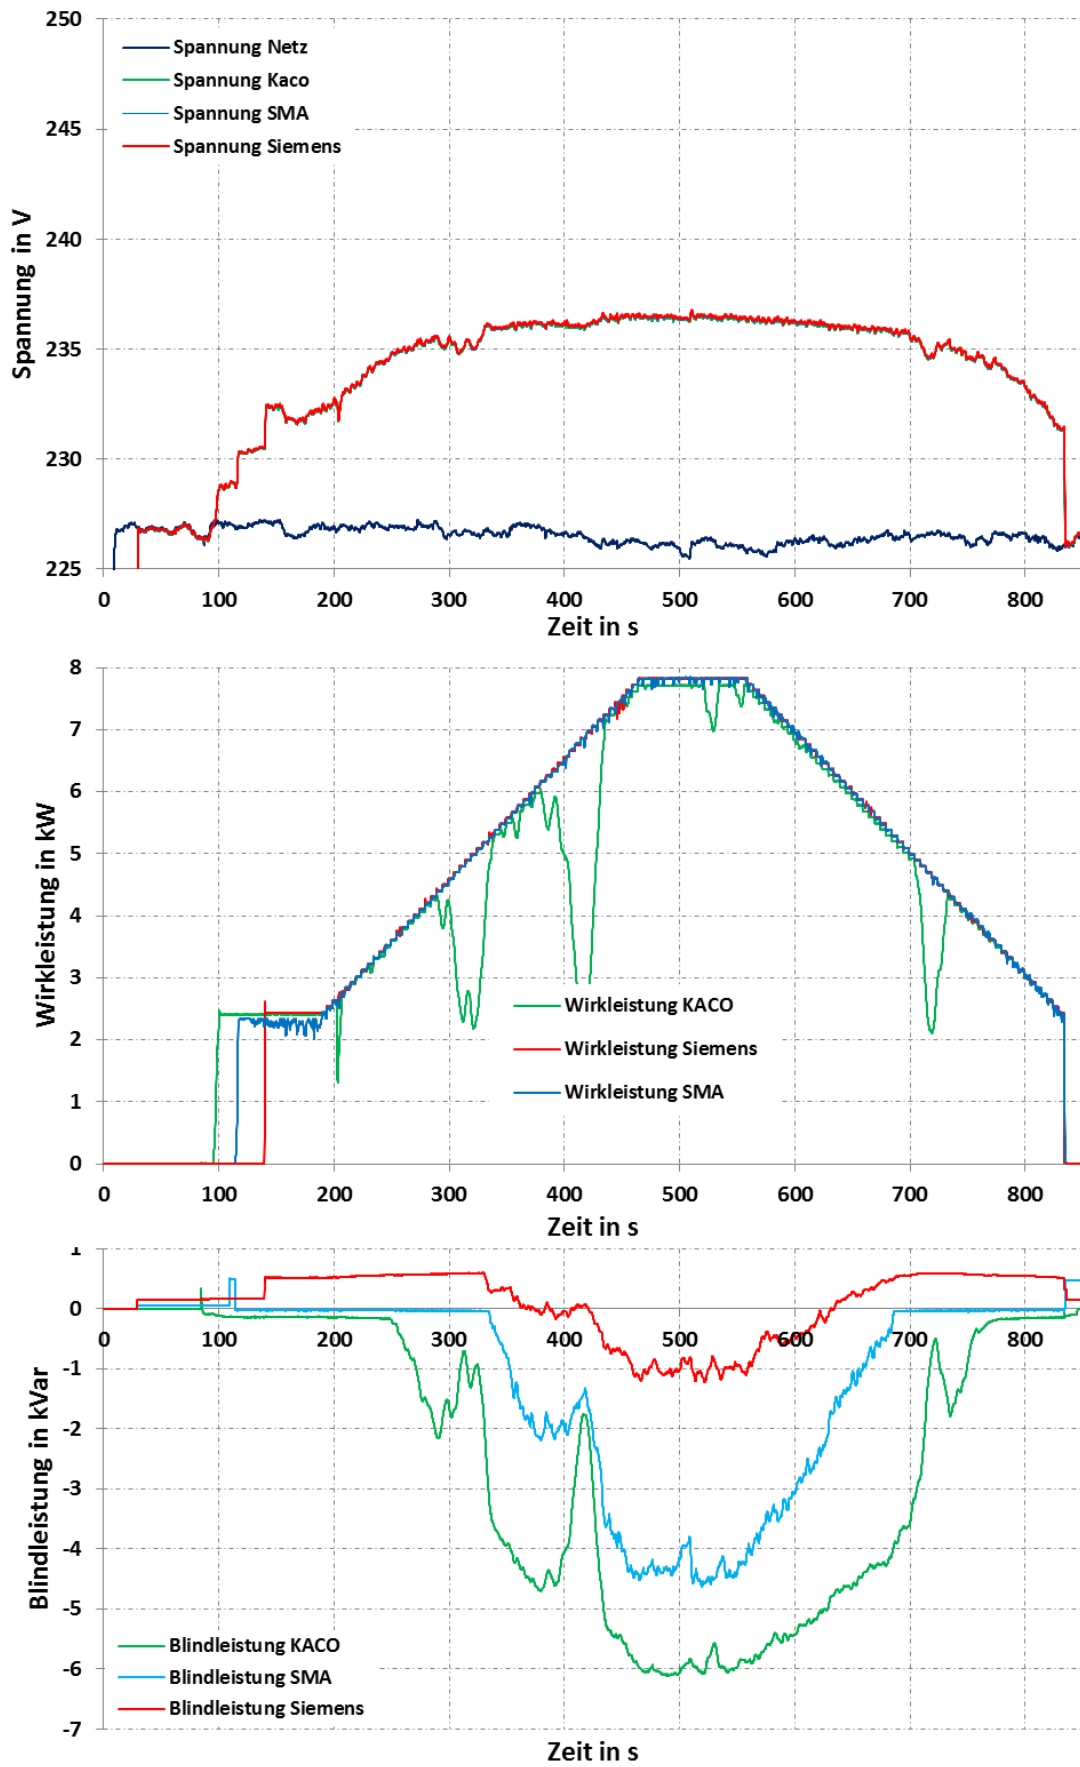 250
Spannung Netz
Spannung Kaco
Spannung SMA
Spannung Siemens
245
240
235
230
225
Spannung in V
0 100 200 300 400 500 600 700 800
Zeit in s
8
7
6
5
4
3
2
1
0
Wirkleistung in kW
Wirkleistung KACO
Wirkleistung Siemens
Wirkleistung SMA
0 100 200 300 400 500 600 700 800
Zeit in s
1
0
-1
-2
-3
-4
-5
-6
-7
Blindleistung in kVar
0 100 200 300 400 500 600 700 800
Blindleistung KACO
Blindleistung SMA
Blindleistung Siemens
Zeit in s